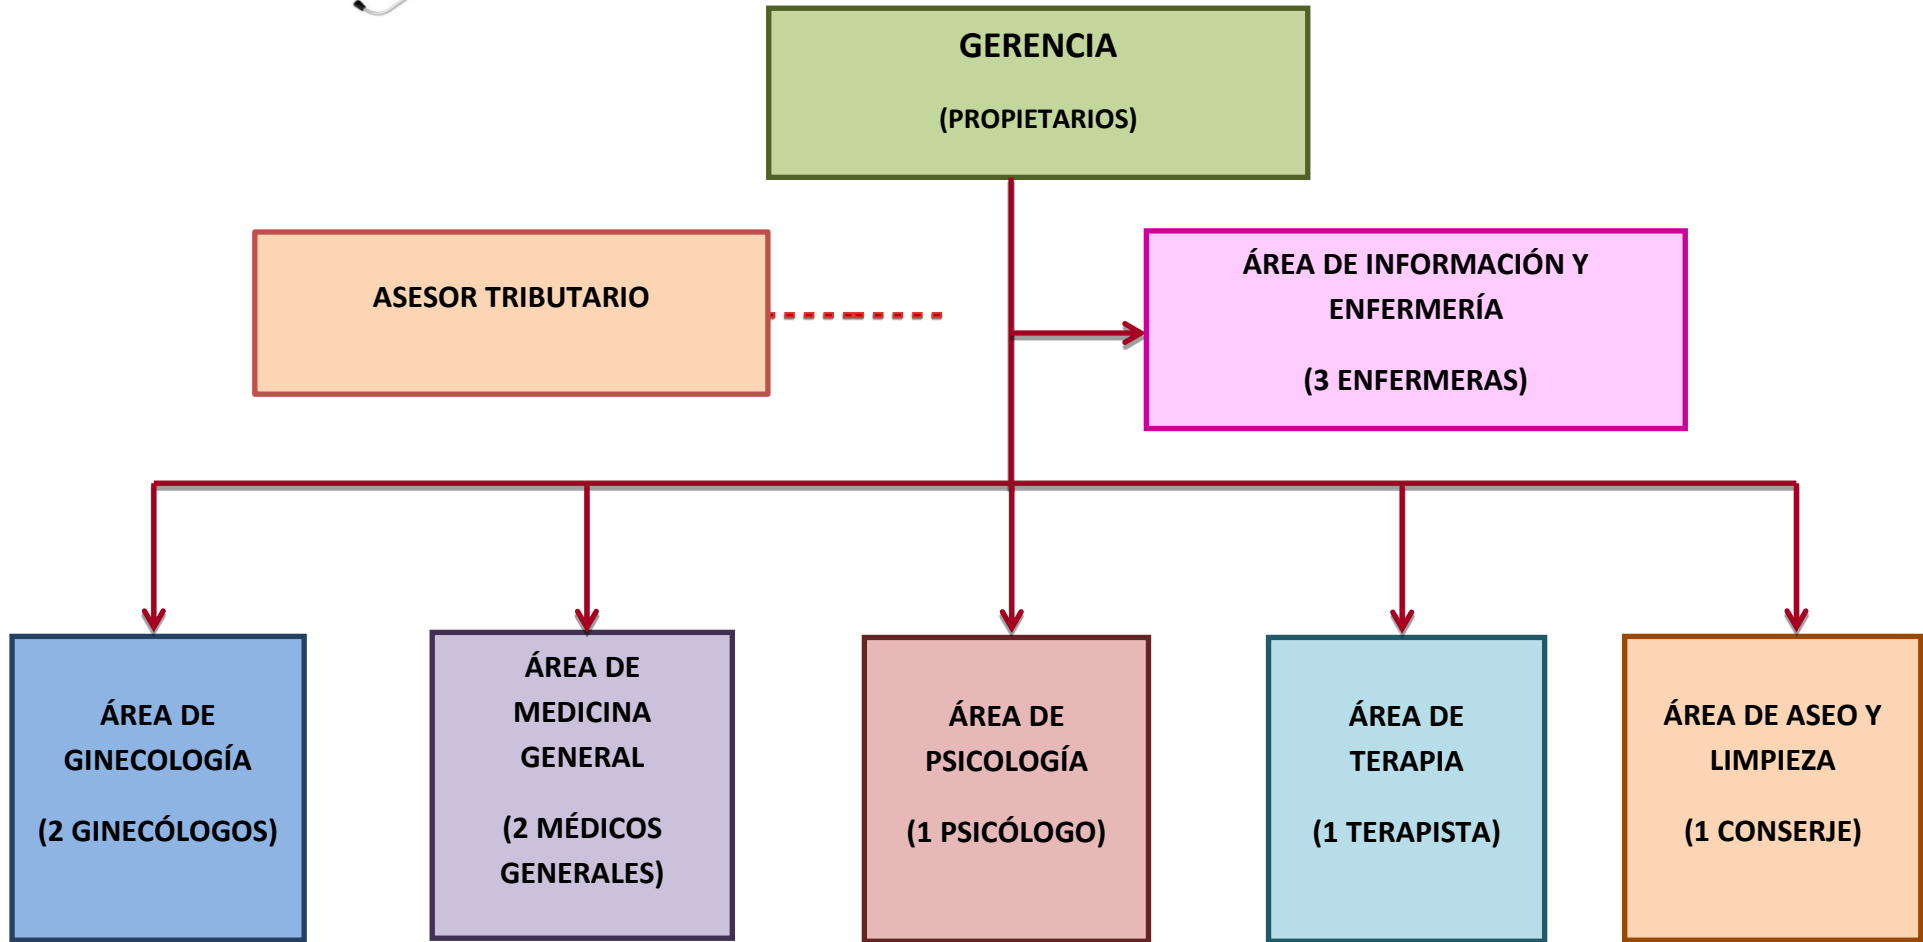 GERENCIA
(PROPIETARIOS)
ASESOR TRIBUTARIO
ÁREA DE INFORMACIÓN Y
ENFERMERÍA
(3 ENFERMERAS)
ÁREA DE
GINECOLOGÍA
(2 GINECÓLOGOS)
ÁREA DE
MEDICINA
GENERAL
(2 MÉDICOS
GENERALES)
ÁREA DE
PSICOLOGÍA
(1 PSICÓLOGO)
ÁREA DE
TERAPIA
(1 TERAPISTA)
ÁREA DE ASEO Y
LIMPIEZA
(1 CONSERJE)